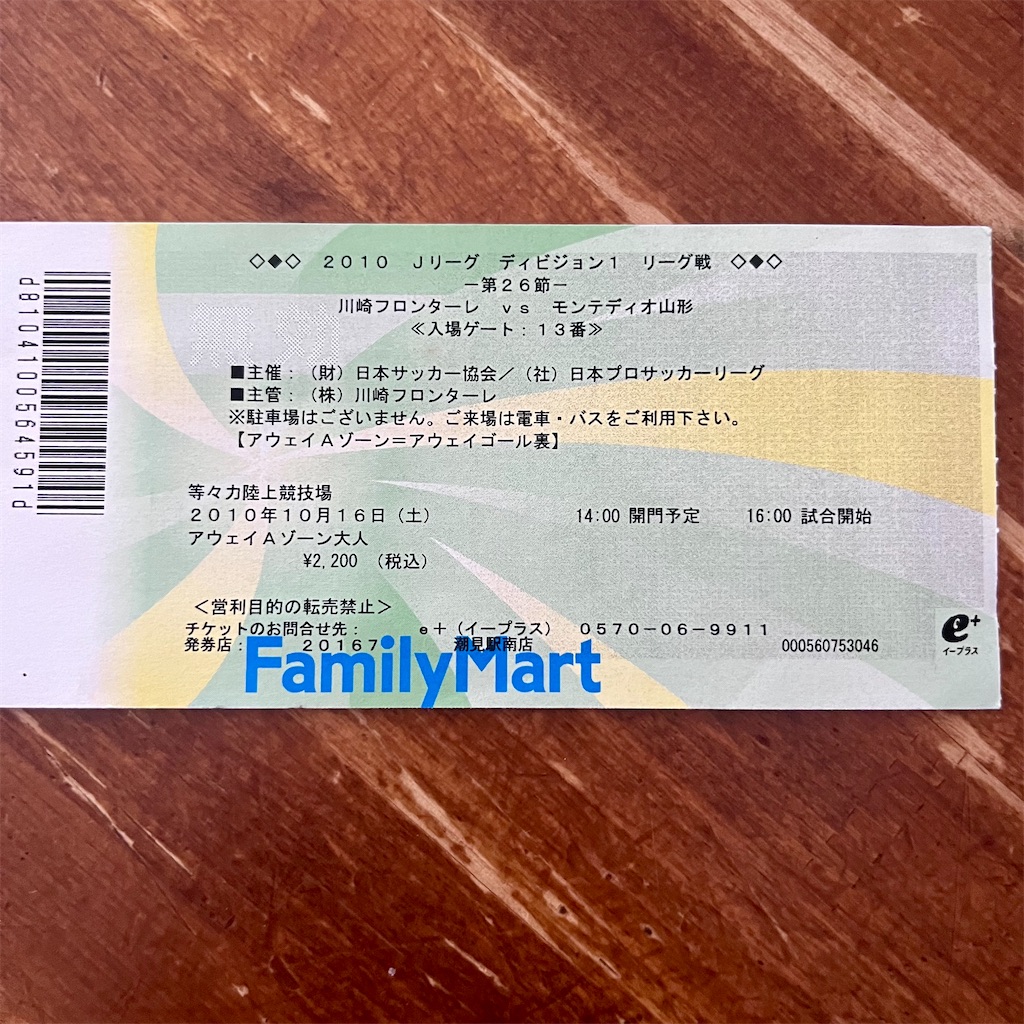 ◇◆◇ 2010 Jリーグ ディビジョン1 リーグ戦 ◇◆◇
－第26節－
川崎フロンターレ vs モンテディオ山形
≪入場ゲート：13番≫
■主催：（財）日本サッカー協会／（社）日本プロサッカーリーグ
■主管：（株）川崎フロンターレ
※駐車場はございません。ご来場は電車・バスをご利用下さい。
【アウェイAゾーン＝アウェイゴール裏】
等々力陸上競技場
2010年10月16日（土） 14:00 開門予定 16:00 試合開始
アウェイAゾーン大人
¥2,200 （税込）
＜営利目的の転売禁止＞
チケットのお問合せ先： e＋（イープラス） 0570－06－9911
発券店： 20167 潮見駅南店 000560753046
FamilyMart
e+
イープラス
d8104100564591d